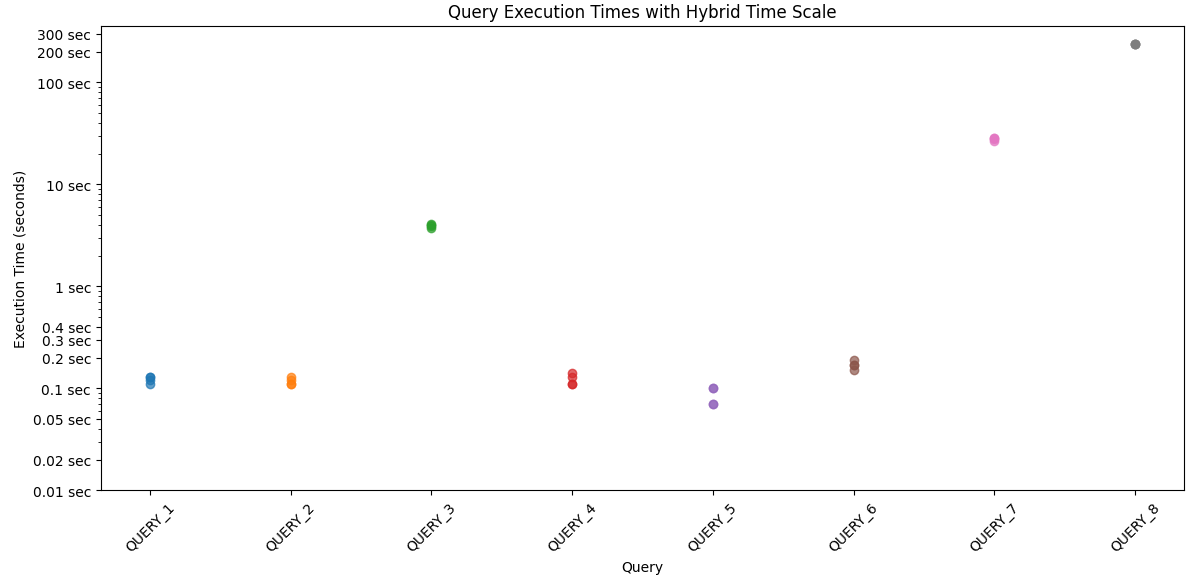 Query Execution Times with Hybrid Time Scale
Execution Time (seconds)
300 sec
200 sec
100 sec
10 sec
1 sec
0.4 sec
0.3 sec
0.2 sec
0.1 sec
0.05 sec
0.02 sec
0.01 sec
QUERY_1
QUERY_2
QUERY_3
QUERY_4
QUERY_5
QUERY_6
QUERY_7
QUERY_8
Query